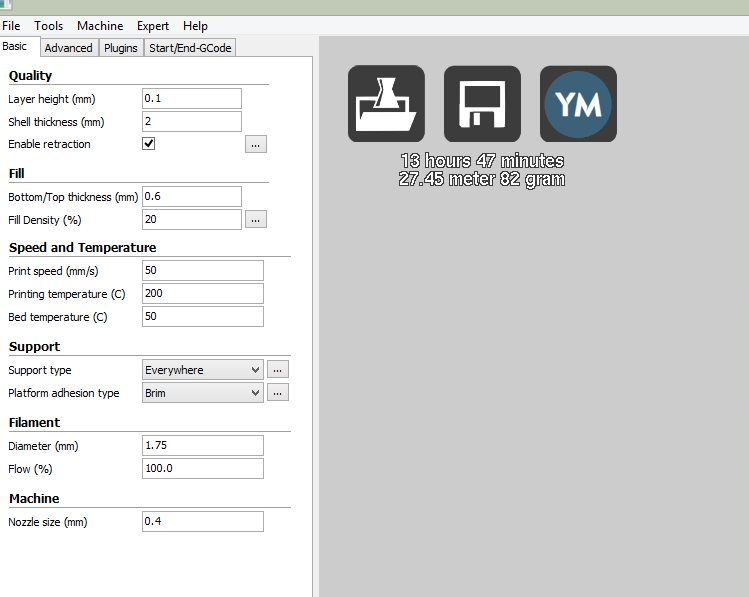 File Tools Machine Expert Help
Basic Advanced Plugins Start/End-GCode
Quality
Layer height (mm) 0.1
Shell thickness (mm) 2
Enable retraction ...
Fill
Bottom/Top thickness (mm) 0.6
Fill Density (%) 20 ...
Speed and Temperature
Print speed (mm/s) 50
Printing temperature (C) 200
Bed temperature (C) 50
Support
Support type Everywhere ...
Platform adhesion type Brim ...
Filament
Diameter (mm) 1.75
Flow (%) 100.0
Machine
Nozzle size (mm) 0.4
YM
13 hours 47 minutes
27.45 meter 82 gram